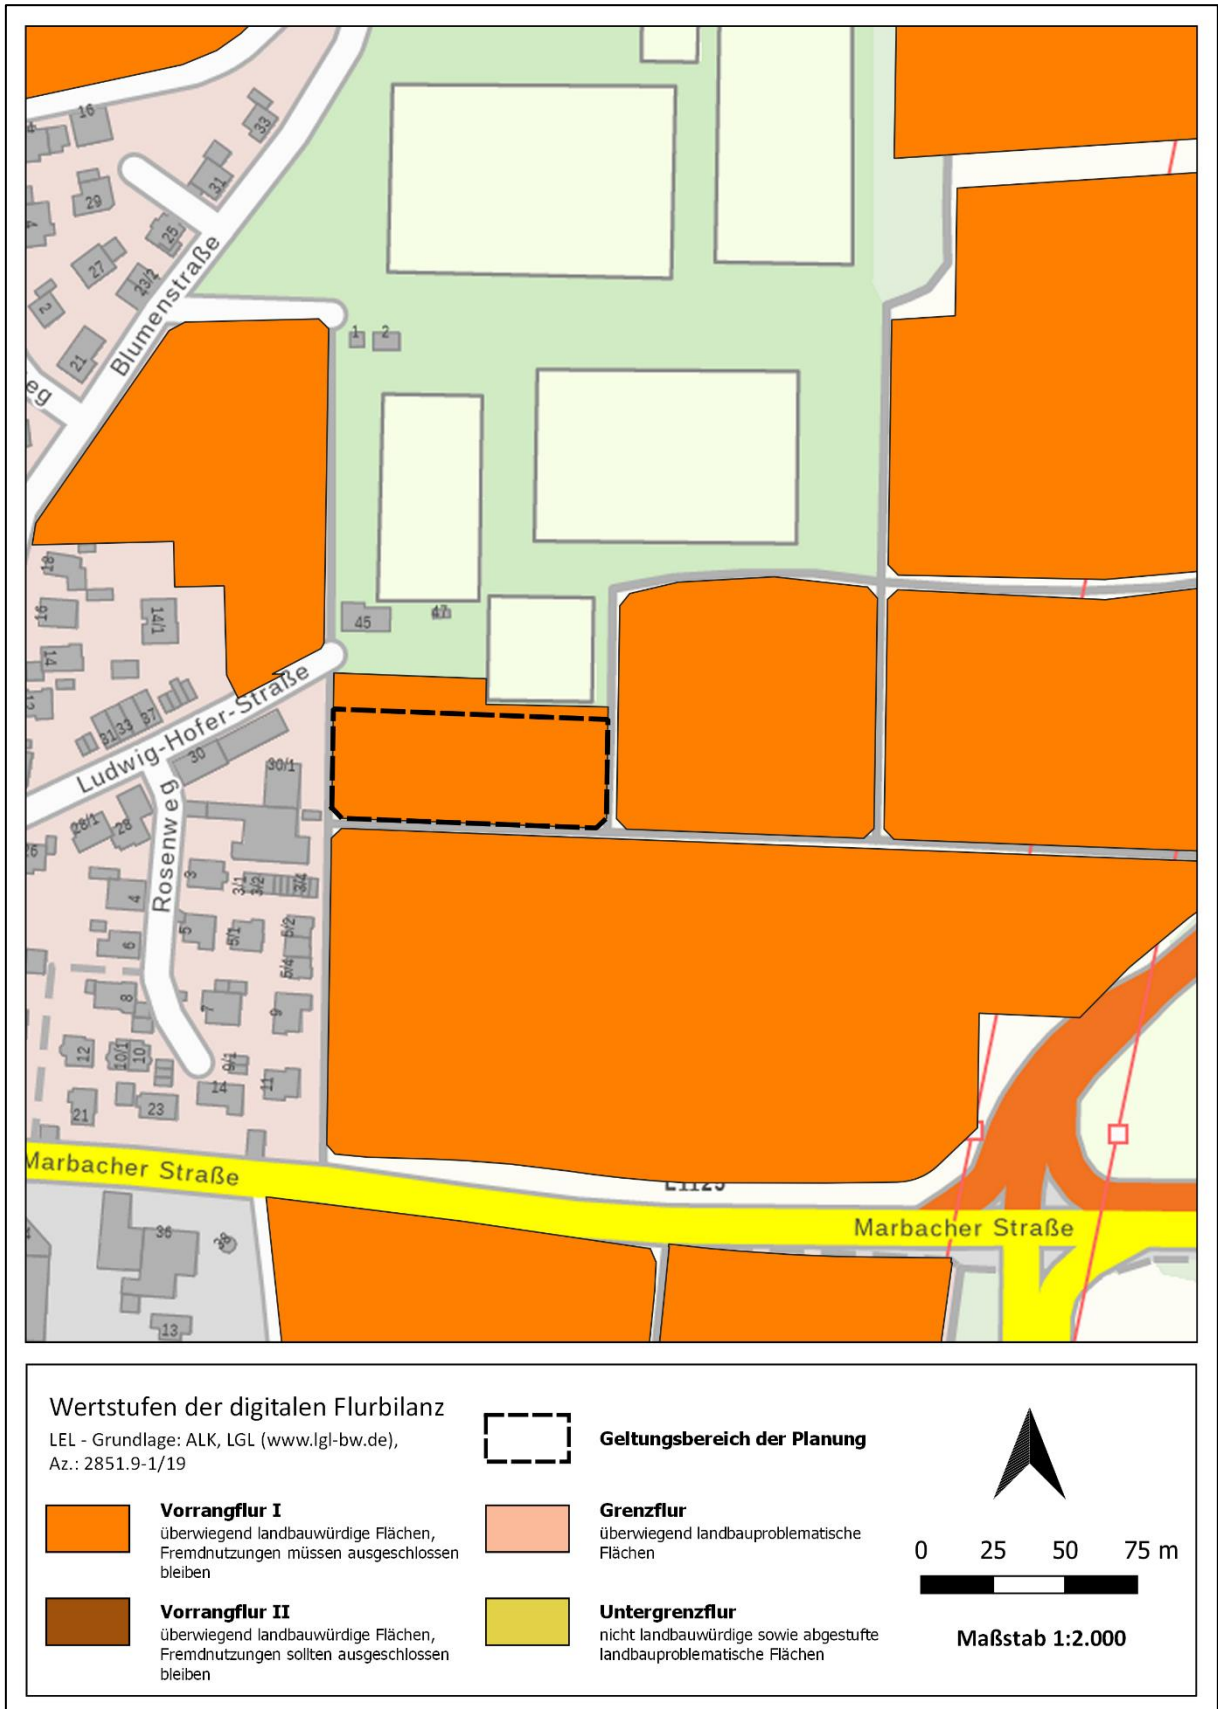 16
33
31
29
25
27
23/2
2
21
Blumenstraße
eg
1
2
18
16
14/1
14
45
47
31
33
37
Ludwig-Hofer-Straße
30
30/1
28/1
28
26
Rosenweg
3
3/1
3/2
3/4
4
5
5/1
5/2
5/4
6
7
8
9
12
10/1
10
9/1
11
14
21
23
Marbacher Straße
L1125
Marbacher Straße
36
38
13
Wertstufen der digitalen Flurbilanz
LEL - Grundlage: ALK, LGL (www.lgl-bw.de),
Az.: 2851.9-1/19
Geltungsbereich der Planung
Vorrangflur I
überwiegend landbauwürdige Flächen,
Fremdnutzungen müssen ausgeschlossen
bleiben
Vorrangflur II
überwiegend landbauwürdige Flächen,
Fremdnutzungen sollten ausgeschlossen
bleiben
Grenzflur
überwiegend landbauproblematische
Flächen
Untergrenzflur
nicht landbauwürdige sowie abgestufte
landbauproblematische Flächen
0 25 50 75 m
Maßstab 1:2.000